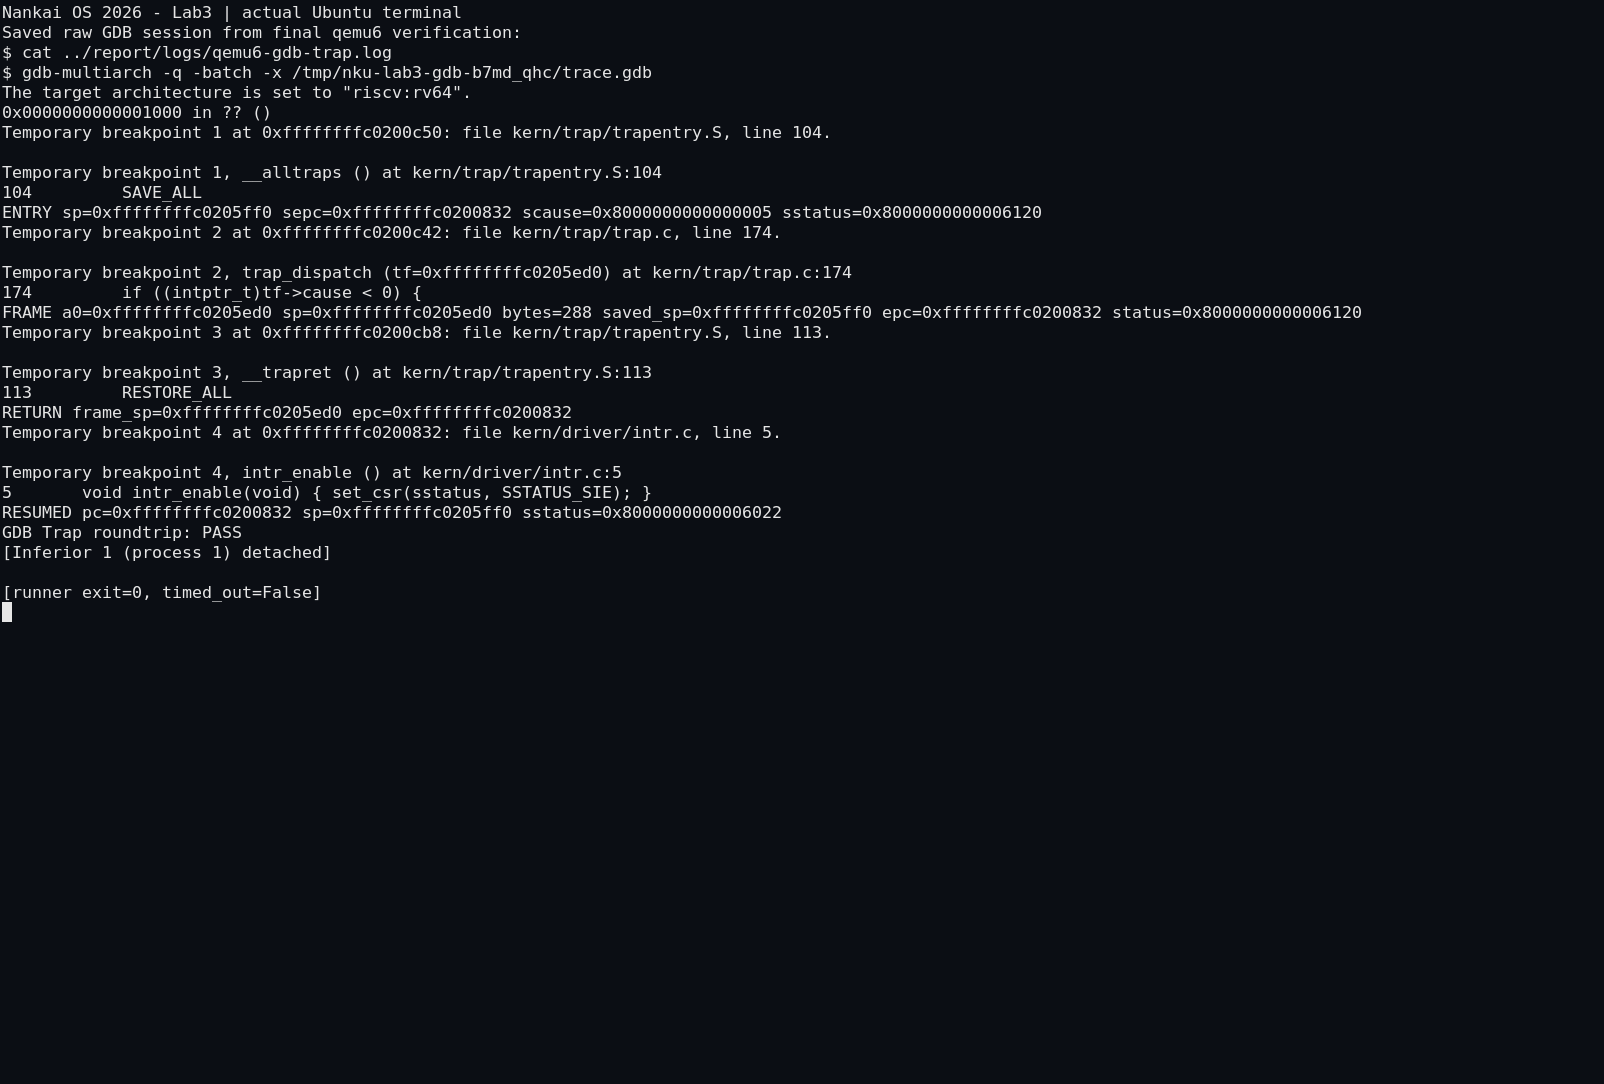 Nankai OS 2026 - Lab3 | actual Ubuntu terminal
Saved raw GDB session from final qemu6 verification:
$ cat ../report/logs/qemu6-gdb-trap.log
$ gdb-multiarch -q -batch -x /tmp/nku-lab3-gdb-b7md_qhc/trace.gdb
The target architecture is set to "riscv:rv64".
0x0000000000001000 in ?? ()
Temporary breakpoint 1 at 0xffffffffc0200c50: file kern/trap/trapentry.S, line 104.
Temporary breakpoint 1, __alltraps () at kern/trap/trapentry.S:104
104         SAVE_ALL
ENTRY sp=0xffffffffc0205ff0 sepc=0xffffffffc0200832 scause=0x8000000000000005 sstatus=0x8000000000006120
Temporary breakpoint 2 at 0xffffffffc0200c42: file kern/trap/trap.c, line 174.
Temporary breakpoint 2, trap_dispatch (tf=0xffffffffc0205ed0) at kern/trap/trap.c:174
174         if ((intptr_t)tf->cause < 0) {
FRAME a0=0xffffffffc0205ed0 sp=0xffffffffc0205ed0 bytes=288 saved_sp=0xffffffffc0205ff0 epc=0xffffffffc0200832 status=0x8000000000006120
Temporary breakpoint 3 at 0xffffffffc0200cb8: file kern/trap/trapentry.S, line 113.
Temporary breakpoint 3, __trapret () at kern/trap/trapentry.S:113
113         RESTORE_ALL
RETURN frame_sp=0xffffffffc0205ed0 epc=0xffffffffc0200832
Temporary breakpoint 4 at 0xffffffffc0200832: file kern/driver/intr.c, line 5.
Temporary breakpoint 4, intr_enable () at kern/driver/intr.c:5
5       void intr_enable(void) { set_csr(sstatus, SSTATUS_SIE); }
RESUMED pc=0xffffffffc0200832 sp=0xffffffffc0205ff0 sstatus=0x8000000000006022
GDB Trap roundtrip: PASS
[Inferior 1 (process 1) detached]
[runner exit=0, timed_out=False]